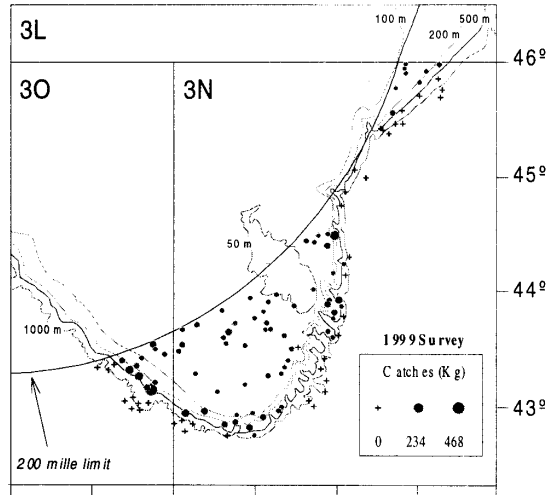 100 m
500 m
200 m
3L
46º
3O
3N
45º
50 m
44º
1000 m
1999 Survey
Catches (Kg)
0 234 468
43º
200 mile limit